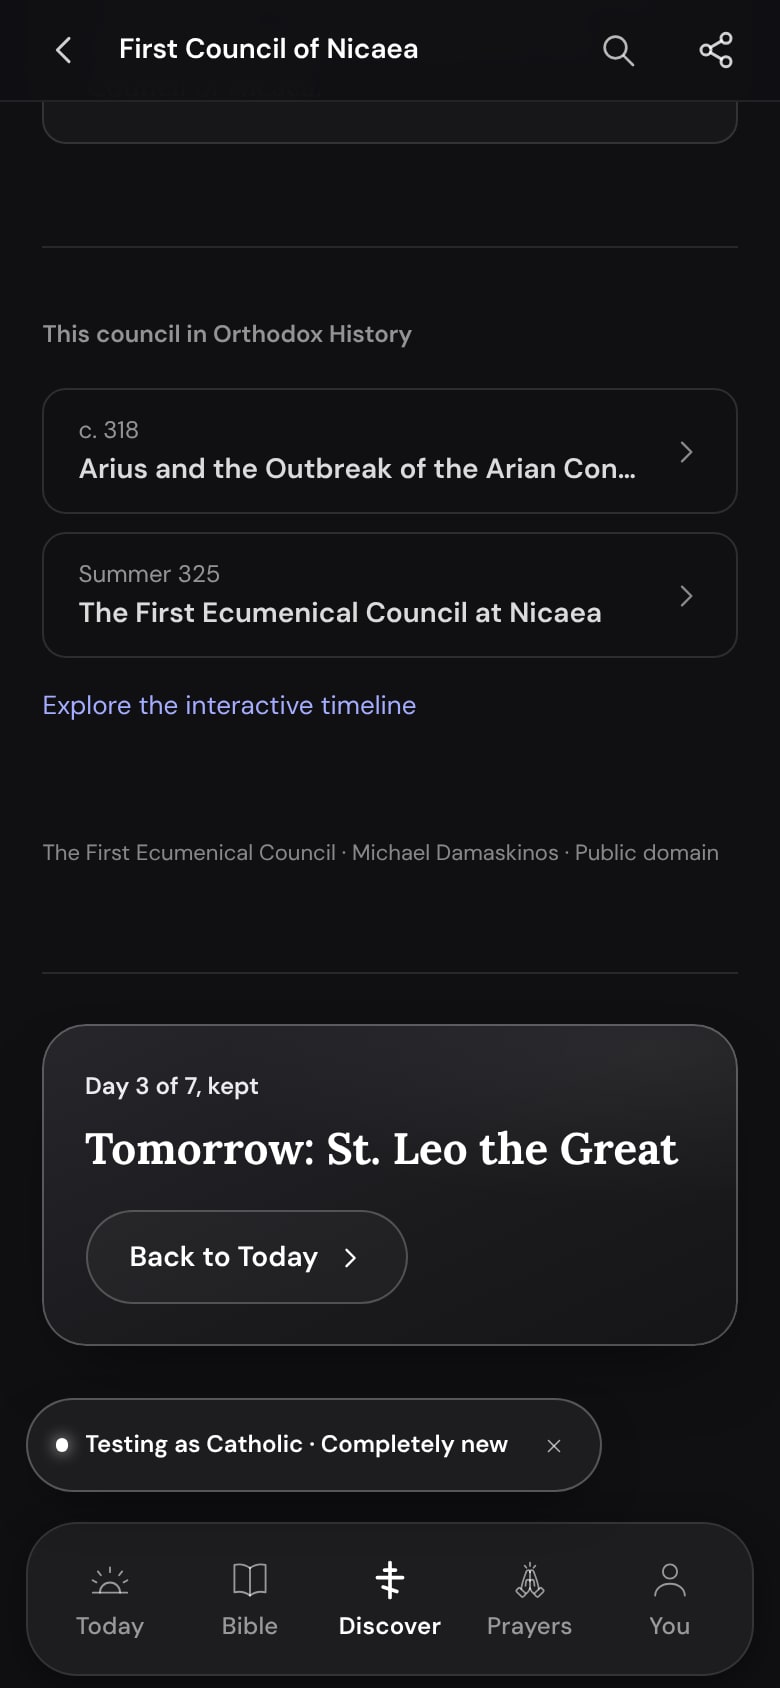 First Council of Nicaea
This council in Orthodox History
c. 318
Arius and the Outbreak of the Arian Con...
Summer 325
The First Ecumenical Council at Nicaea
Explore the interactive timeline
The First Ecumenical Council · Michael Damaskinos · Public domain
Day 3 of 7, kept
Tomorrow: St. Leo the Great
Back to Today
Testing as Catholic · Completely new
Today
Bible
Discover
Prayers
You